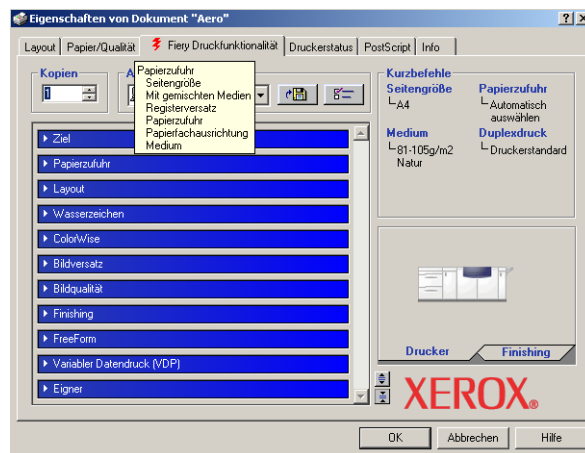 Eigenschaften von Dokument "Aero"
Layout Papier/Qualität Fiery Druckfunktionalität Druckerstatus PostScript Info
Kopien
1
Papierzufuhr
Seitengröße
Mit gemischten Medien
Registerversatz
Papierzufuhr
Papierfachausrichtung
Medium
Ziel
Papierzufuhr
Layout
Wasserzeichen
ColorWise
Bildversatz
Bildqualität
Finishing
FreeForm
Variabler Datendruck (VDP)
Eigner
Kurzbefehle
Seitengröße
A4
Papierzufuhr
Automatisch
auswählen
Medium
81-105g/m2
Natur
Duplexdruck
Druckerstandard
Drucker Finishing
XEROX®
OK Abbrechen Hilfe